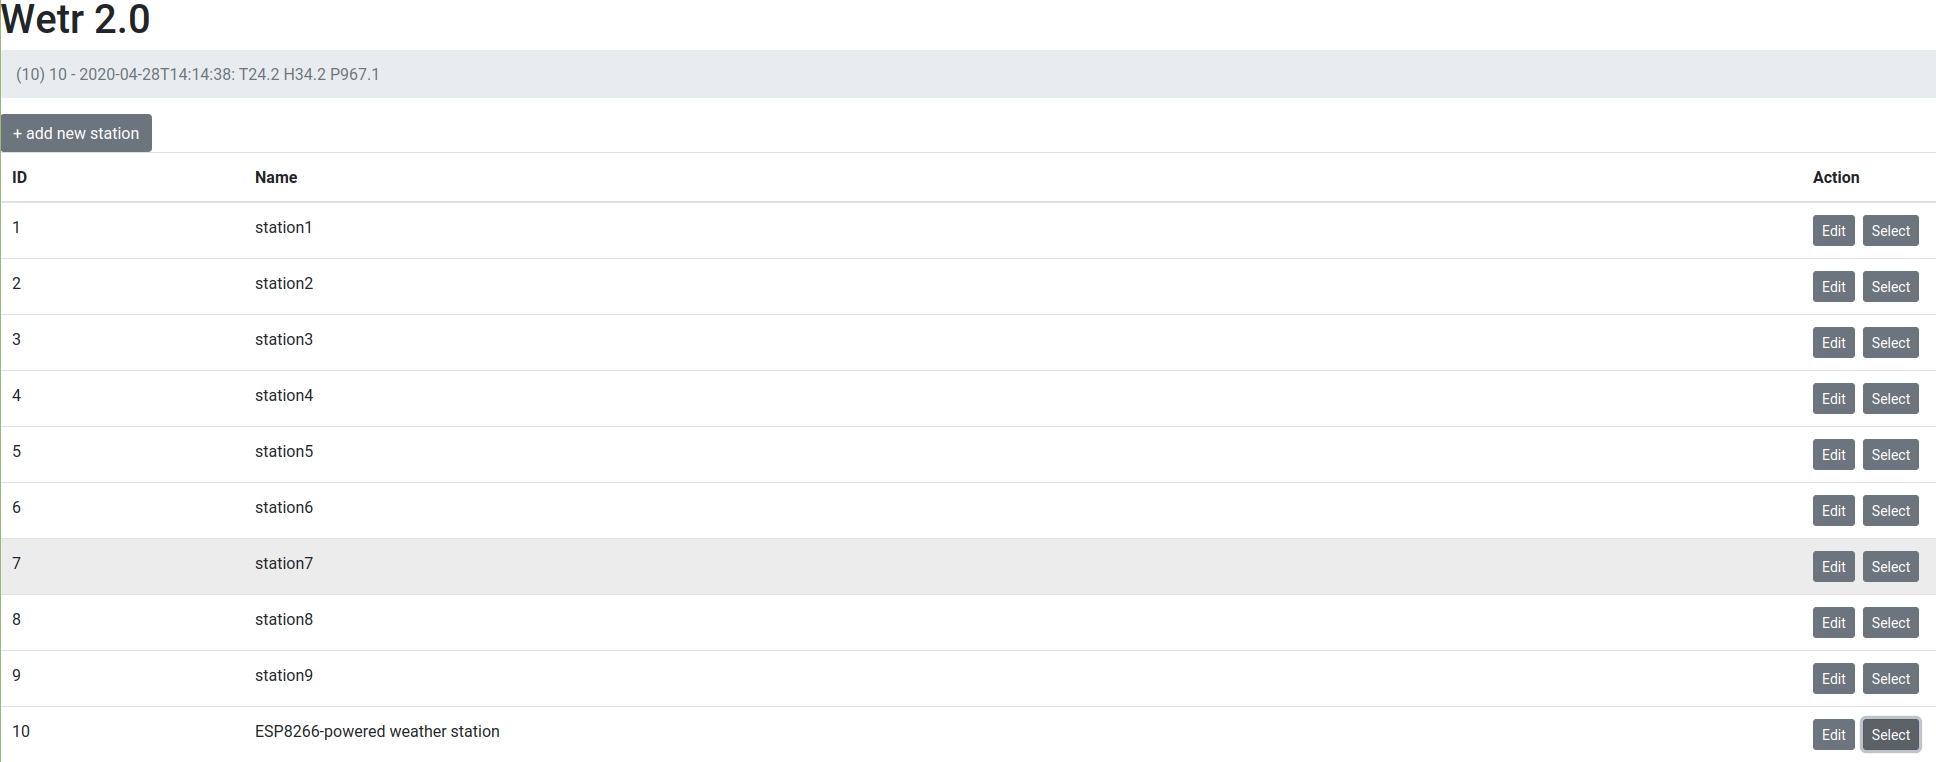 Wetr 2.0
(10) 10 - 2020-04-28T14:14:38: T24.2 H34.2 P967.1
+ add new station
ID Name Action
1 station1 Edit Select
2 station2 Edit Select
3 station3 Edit Select
4 station4 Edit Select
5 station5 Edit Select
6 station6 Edit Select
7 station7 Edit Select
8 station8 Edit Select
9 station9 Edit Select
10 ESP8266-powered weather station Edit Select